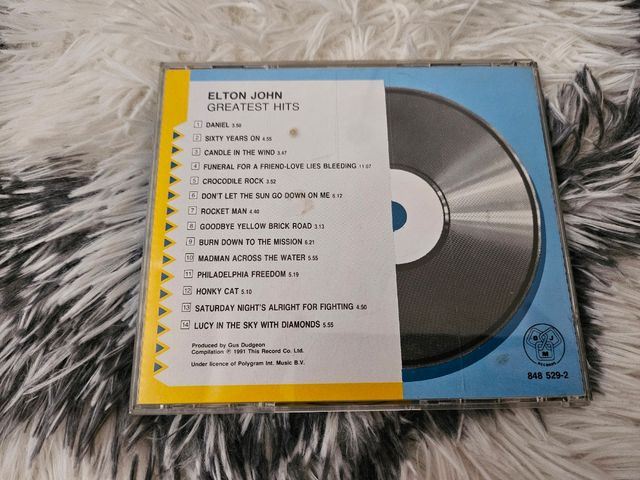 ELTON JOHN
GREATEST HITS
1 DANIEL 3.50
2 SIXTY YEARS ON 4.55
3 CANDLE IN THE WIND 3.47
4 FUNERAL FOR A FRIEND-LOVE LIES BLEEDING 11.07
5 CROCODILE ROCK 3.52
6 DON'T LET THE SUN GO DOWN ON ME 5.12
7 ROCKET MAN 4.40
8 GOODBYE YELLOW BRICK ROAD 3.13
9 BURN DOWN TO THE MISSION 6.21
10 MADMAN ACROSS THE WATER 5.55
11 PHILADELPHIA FREEDOM 5.19
12 HONKY CAT 5.10
13 SATURDAY NIGHT'S ALRIGHT FOR FIGHTING 4.50
14 LUCY IN THE SKY WITH DIAMONDS 5.55
Produced by Gus Dudgeon
Compilation ℗ 1991 This Record Co. Ltd.
Under licence of Polygram Int. Music B.V.
B J M
RECORDS
848 529-2